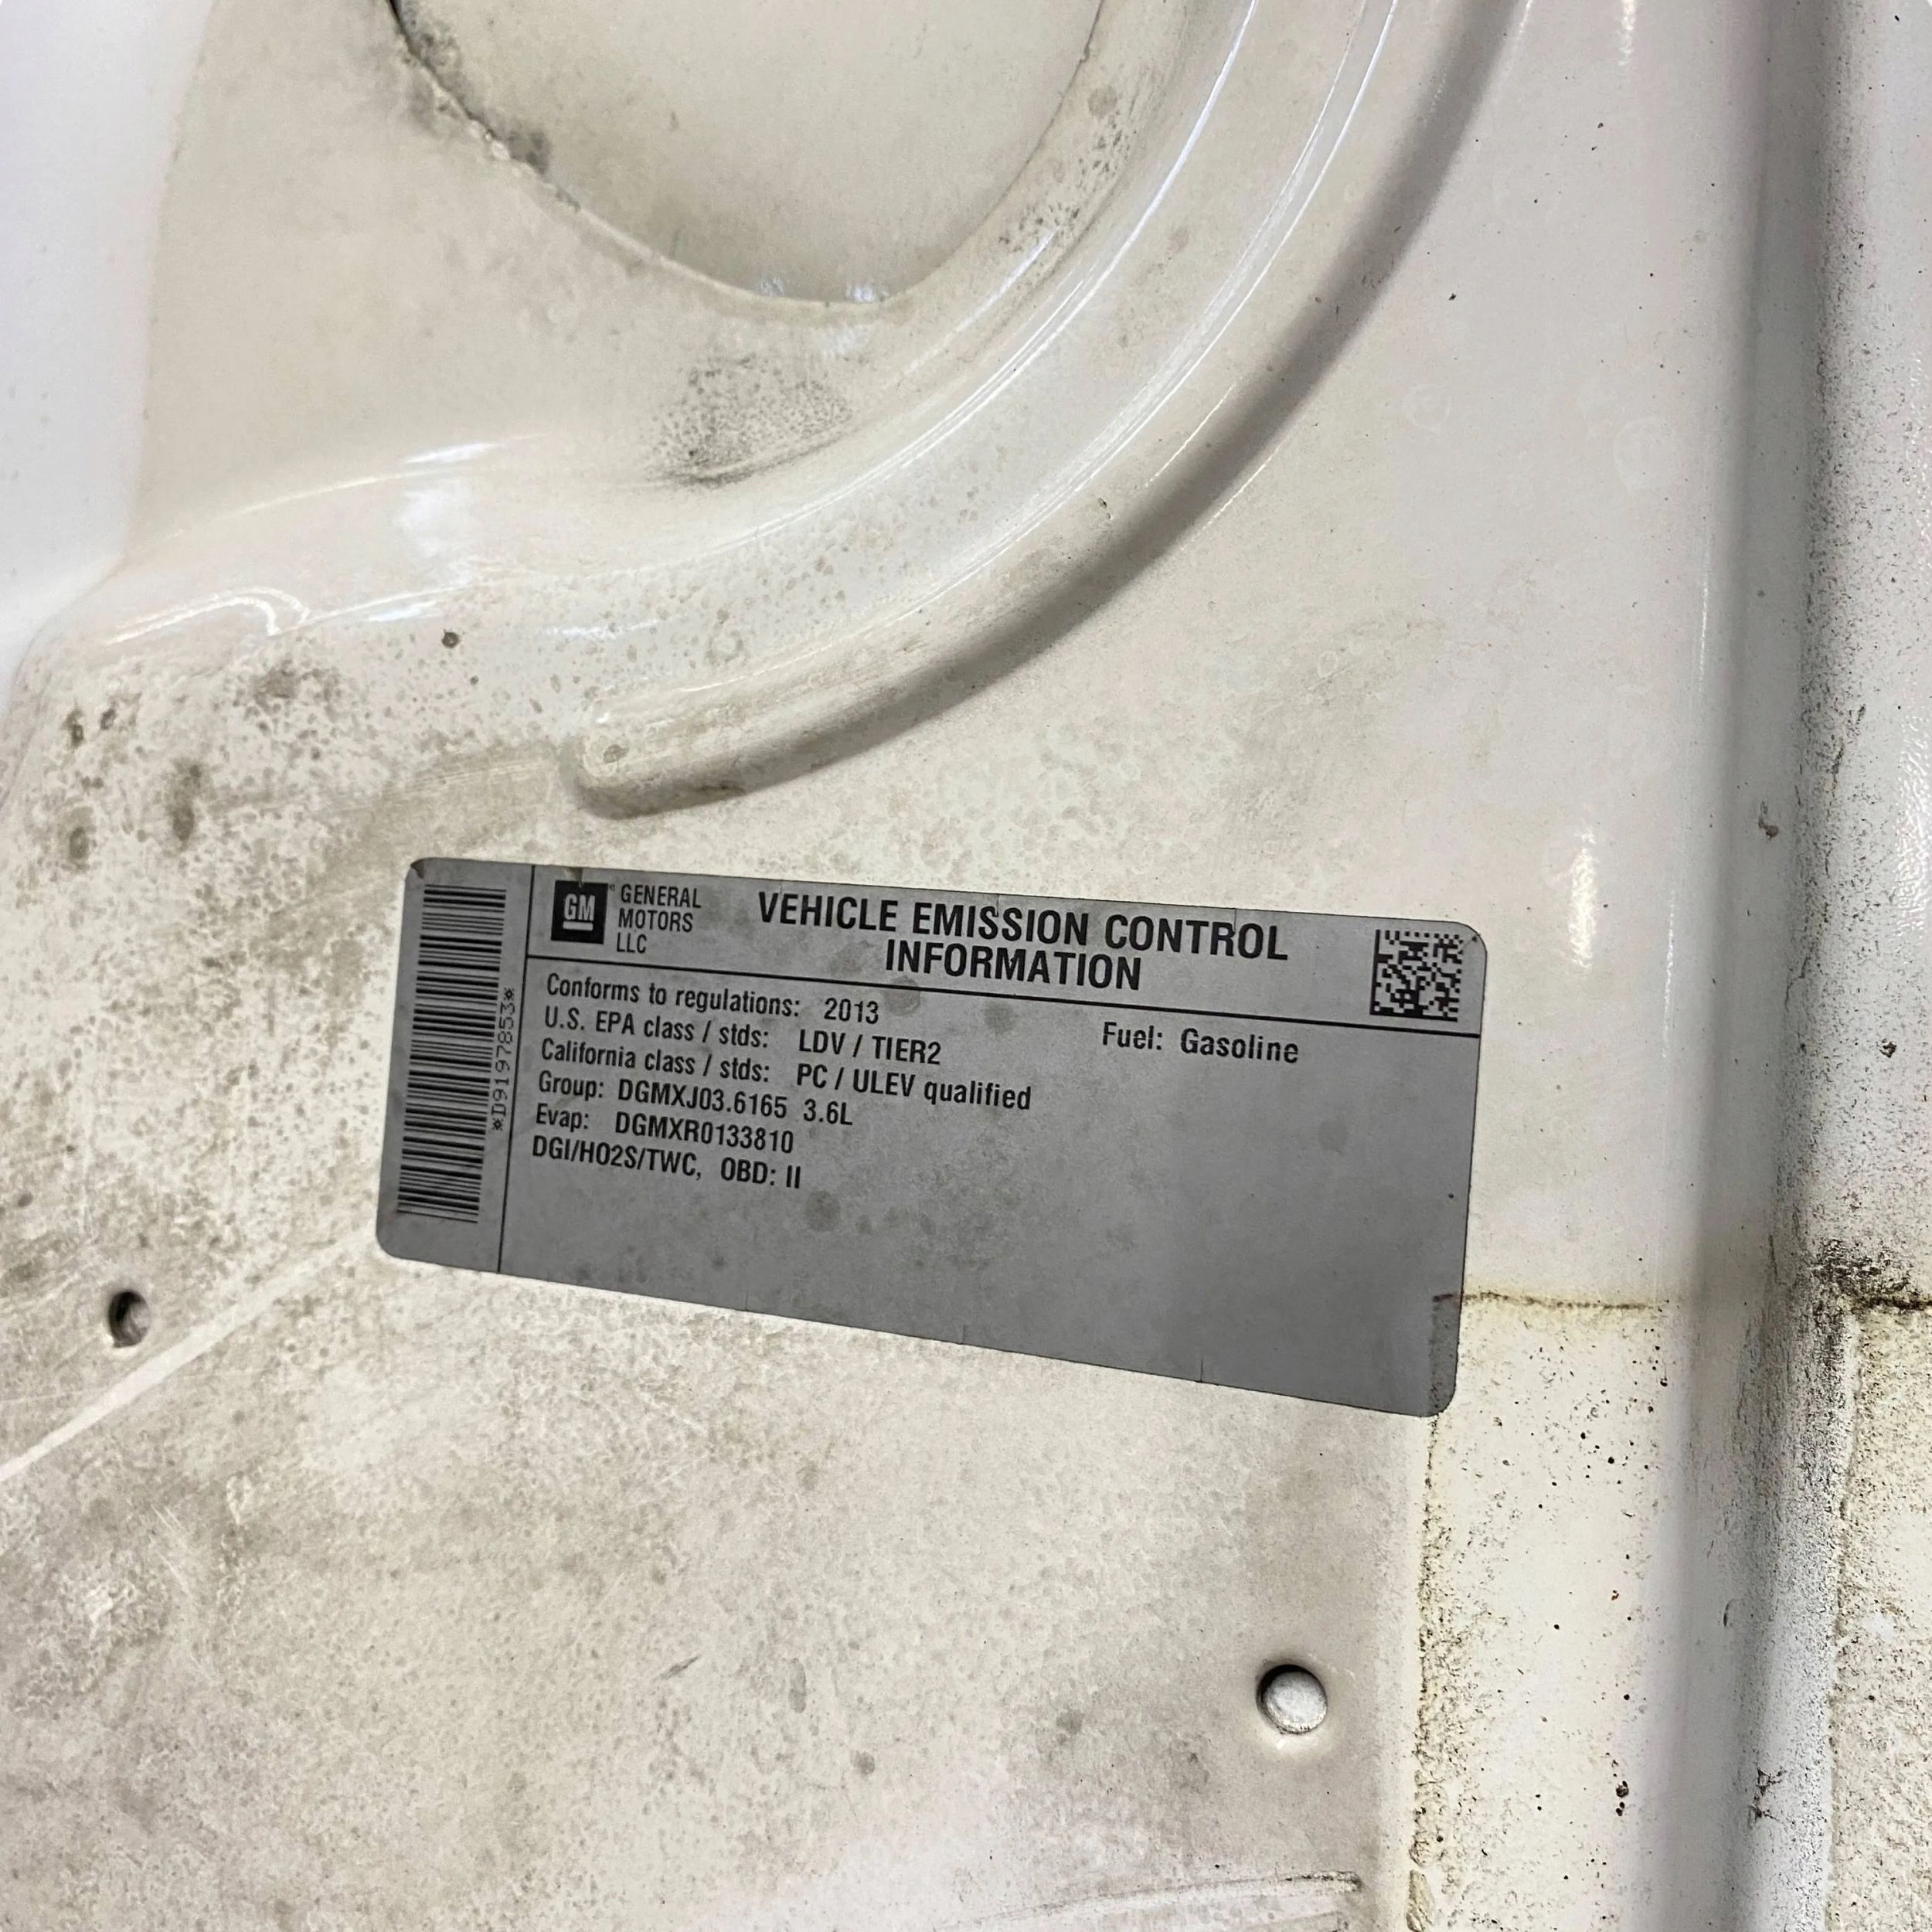 *D9197853*
GM
GENERAL
MOTORS
LLC
VEHICLE EMISSION CONTROL
INFORMATION
Conforms to regulations: 2013
Fuel: Gasoline
U.S. EPA class / stds: LDV / TIER2
California class / stds: PC / ULEV qualified
Group: DGMXJ03.6165 3.6L
Evap: DGMXR0133810
DGI/HO2S/TWC, OBD: II